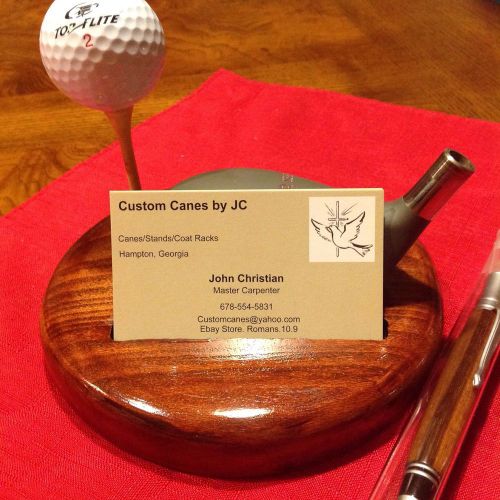 TOP FLITE
2
Custom Canes by JC
Canes/Stands/Coat Racks
Hampton, Georgia
John Christian
Master Carpenter
678-554-5831
Customcanes@yahoo.com
Ebay Store. Romans.10.9